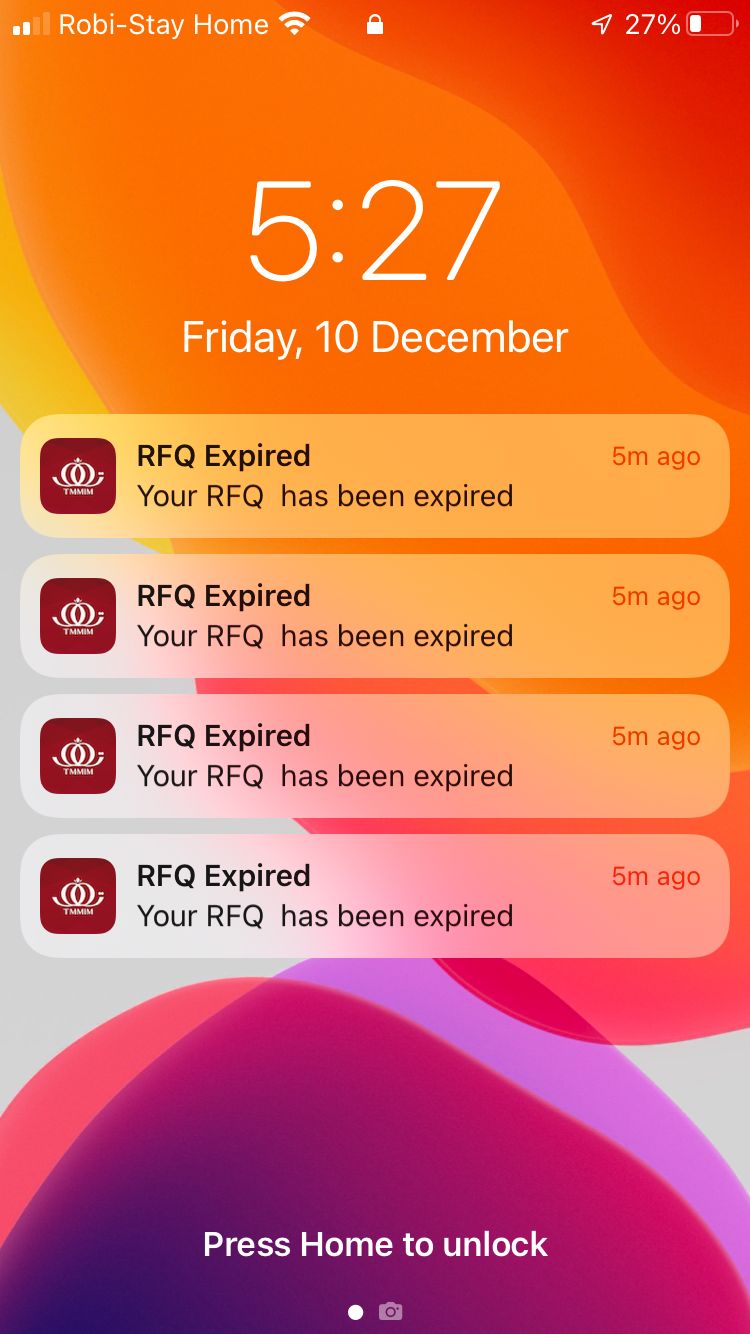 Robi-Stay Home 27%
5:27
Friday, 10 December
RFQ Expired 5m ago
Your RFQ  has been expired
TMMIM
RFQ Expired 5m ago
Your RFQ  has been expired
TMMIM
RFQ Expired 5m ago
Your RFQ  has been expired
TMMIM
RFQ Expired 5m ago
Your RFQ  has been expired
TMMIM
Press Home to unlock